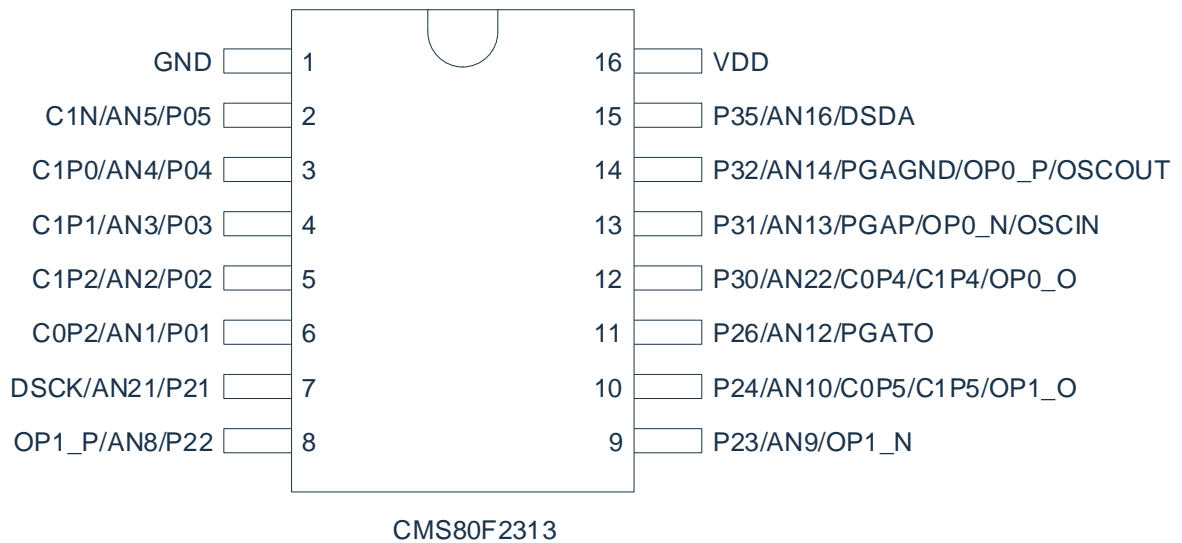 GND 1 16 VDD
C1N/AN5/P05 2 15 P35/AN16/DSDA
C1P0/AN4/P04 3 14 P32/AN14/PGAGND/OP0_P/OSCOUT
C1P1/AN3/P03 4 13 P31/AN13/PGAP/OP0_N/OSCIN
C1P2/AN2/P02 5 12 P30/AN22/C0P4/C1P4/OP0_O
C0P2/AN1/P01 6 11 P26/AN12/PGATO
DSCK/AN21/P21 7 10 P24/AN10/C0P5/C1P5/OP1_O
OP1_P/AN8/P22 8 9 P23/AN9/OP1_N
CMS80F2313